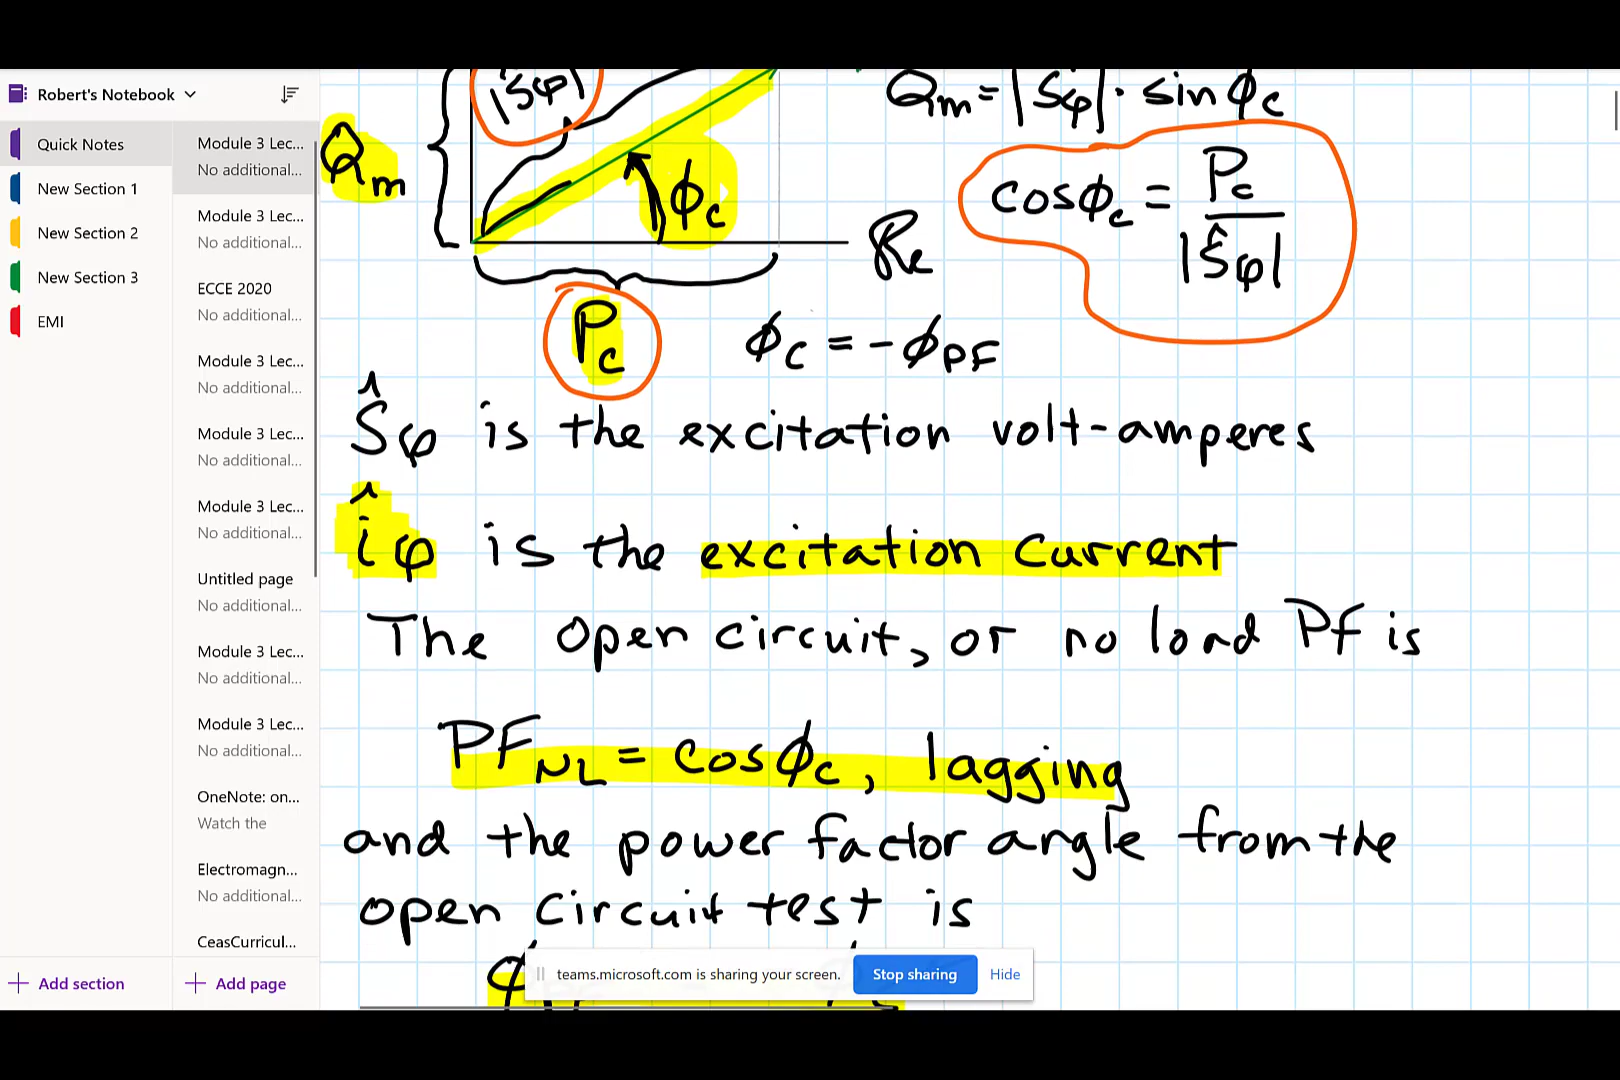 Robert's Notebook
Quick Notes
New Section 1
New Section 2
New Section 3
EMI
Add section
Module 3 Lec...
No additional...
Module 3 Lec...
No additional...
ECCE 2020
No additional...
Module 3 Lec...
No additional...
Module 3 Lec...
No additional...
Module 3 Lec...
No additional...
Untitled page
No additional...
Module 3 Lec...
No additional...
Module 3 Lec...
No additional...
OneNote: on...
Watch the
Electromagn...
No additional...
CeasCurricul...
Add page
|Sφ|
Qm
ϕc
Re
Pc
Qm = |Sφ| · sin ϕc
cosϕc = Pc / |Ŝφ|
ϕc = -ϕPF
Ŝφ is the excitation volt-amperes
îφ is the excitation current
The open circuit, or no load Pf is
PFNL = cosϕc, lagging
and the power factor angle from the
open circuit test is
teams.microsoft.com is sharing your screen.
Stop sharing
Hide